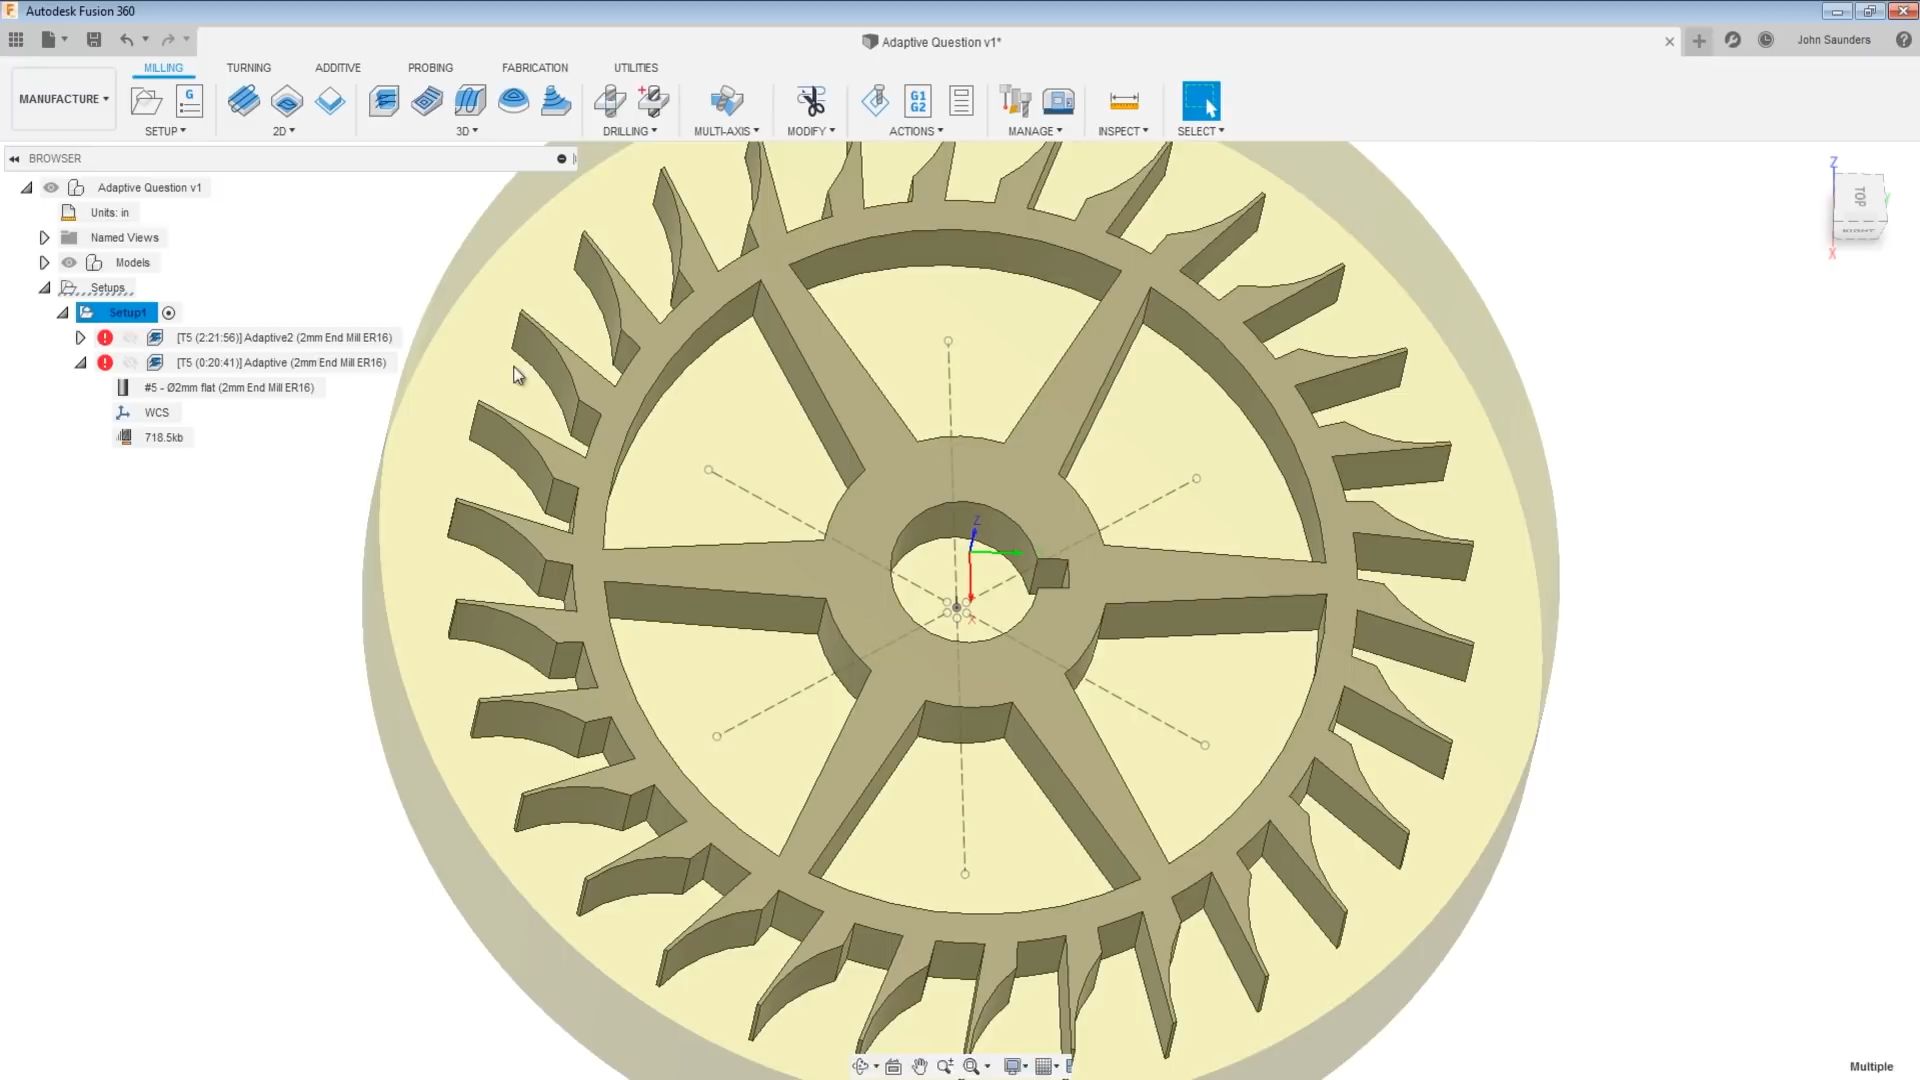 Autodesk Fusion 360
Adaptive Question v1*
John Saunders
MILLING TURNING ADDITIVE PROBING FABRICATION UTILITIES
MANUFACTURE
G
G1
G2
SETUP 2D 3D DRILLING MULTI-AXIS MODIFY ACTIONS MANAGE INSPECT SELECT
BROWSER
Adaptive Question v1
Units: in
Named Views
Models
Setups
Setup1
[T5 (2:21:56)] Adaptive2 (2mm End Mill ER16)
[T5 (0:20:41)] Adaptive (2mm End Mill ER16)
#5 - Ø2mm flat (2mm End Mill ER16)
WCS
718.5kb
Z
TOP
RIGHT
X
Z
X
Multiple